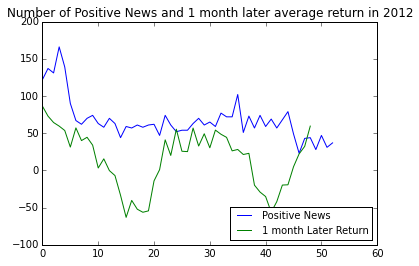 Number of Positive News and 1 month later average return in 2012
200
150
100
50
0
−50
−100
0 10 20 30 40 50 60
Positive News
1 month Later Return